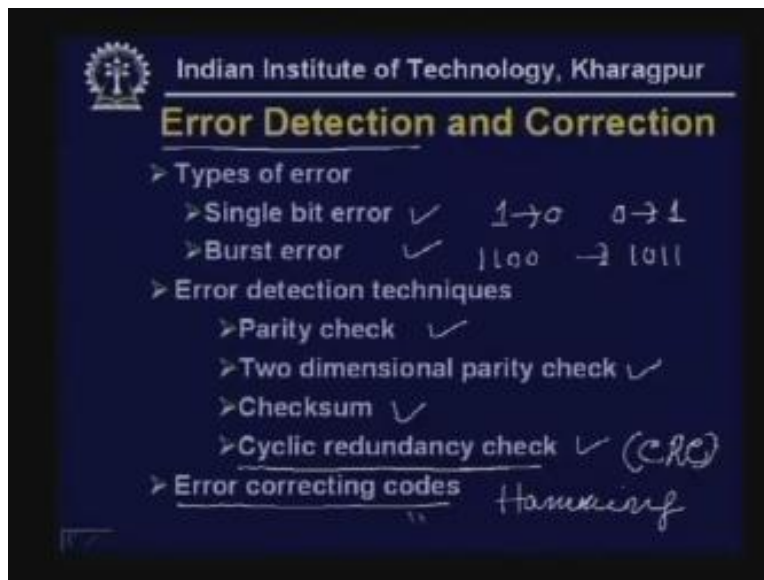 Indian Institute of Technology, Kharagpur
Error Detection and Correction
➢ Types of error
➢Single bit error ✓ 1→0 0→1
➢Burst error ✓ 1100 → 1011
➢ Error detection techniques
➢Parity check ✓
➢Two dimensional parity check ✓
➢Checksum ✓
➢Cyclic redundancy check ✓ (CRC)
➢ Error correcting codes Hamming